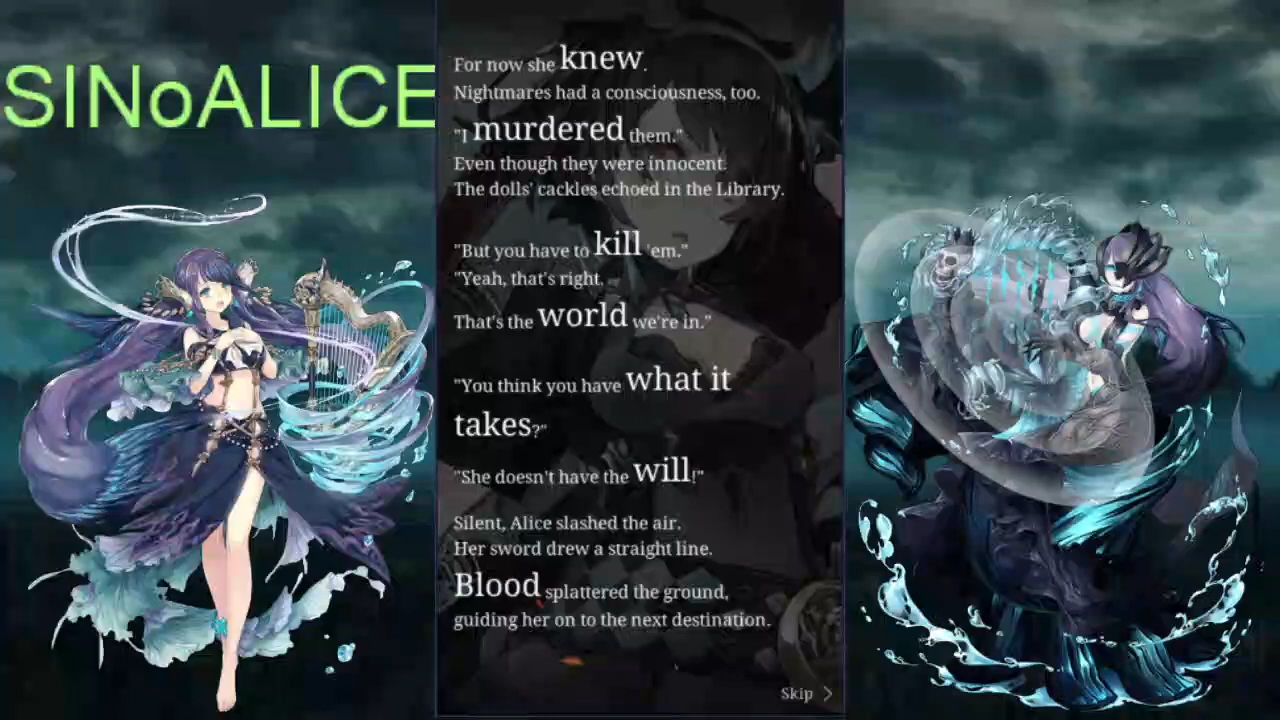 SINoALICE
For now she knew.
Nightmares had a consciousness, too.
"I murdered them."
Even though they were innocent.
The dolls' cackles echoed in the Library.
"But you have to kill 'em."
"Yeah, that's right.
That's the world we're in."
"You think you have what it
takes?"
"She doesn't have the will!"
Silent, Alice slashed the air.
Her sword drew a straight line.
Blood splattered the ground,
guiding her on to the next destination.
Skip